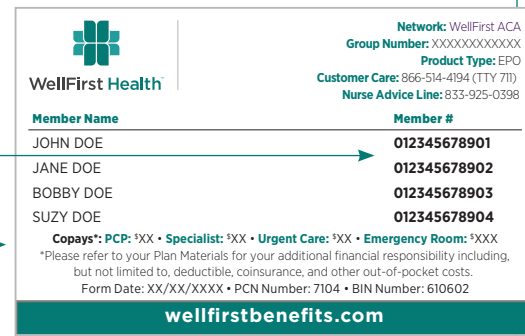 Network: WellFirst ACA
Group Number: XXXXXXXXXXXX
Product Type: EPO
Customer Care: 866-514-4194 (TTY 711)
Nurse Advice Line: 833-925-0398
WellFirst Health
Member Name Member #
JOHN DOE 012345678901
JANE DOE 012345678902
BOBBY DOE 012345678903
SUZY DOE 012345678904
Copays*: PCP: $XX • Specialist: $XX • Urgent Care: $XX • Emergency Room: $XXX
*Please refer to your Plan Materials for your additional financial responsibility including,
but not limited to, deductible, coinsurance, and other out-of-pocket costs.
Form Date: XX/XX/XXXX • PCN Number: 7104 • BIN Number: 610602
wellfirstbenefits.com